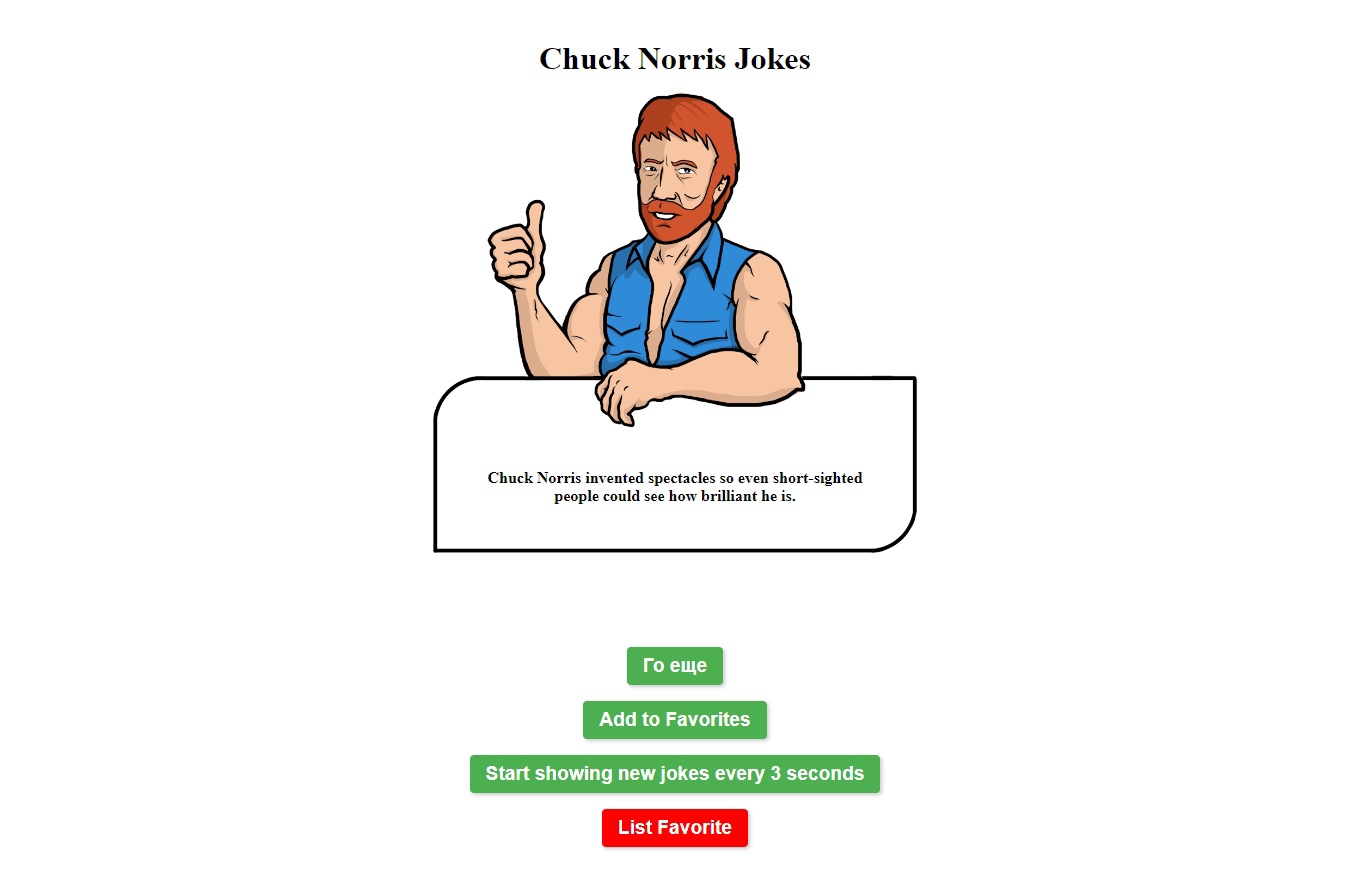 Chuck Norris Jokes
Chuck Norris invented spectacles so even short-sighted
people could see how brilliant he is.
Го еще
Add to Favorites
Start showing new jokes every 3 seconds
List Favorite